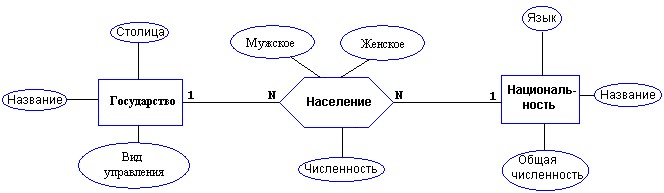 Столица
Мужское
Женское
Язык
Название
Государство
1
N
Население
N
1
Националь-
ность
Название
Вид
управления
Численность
Общая
численность